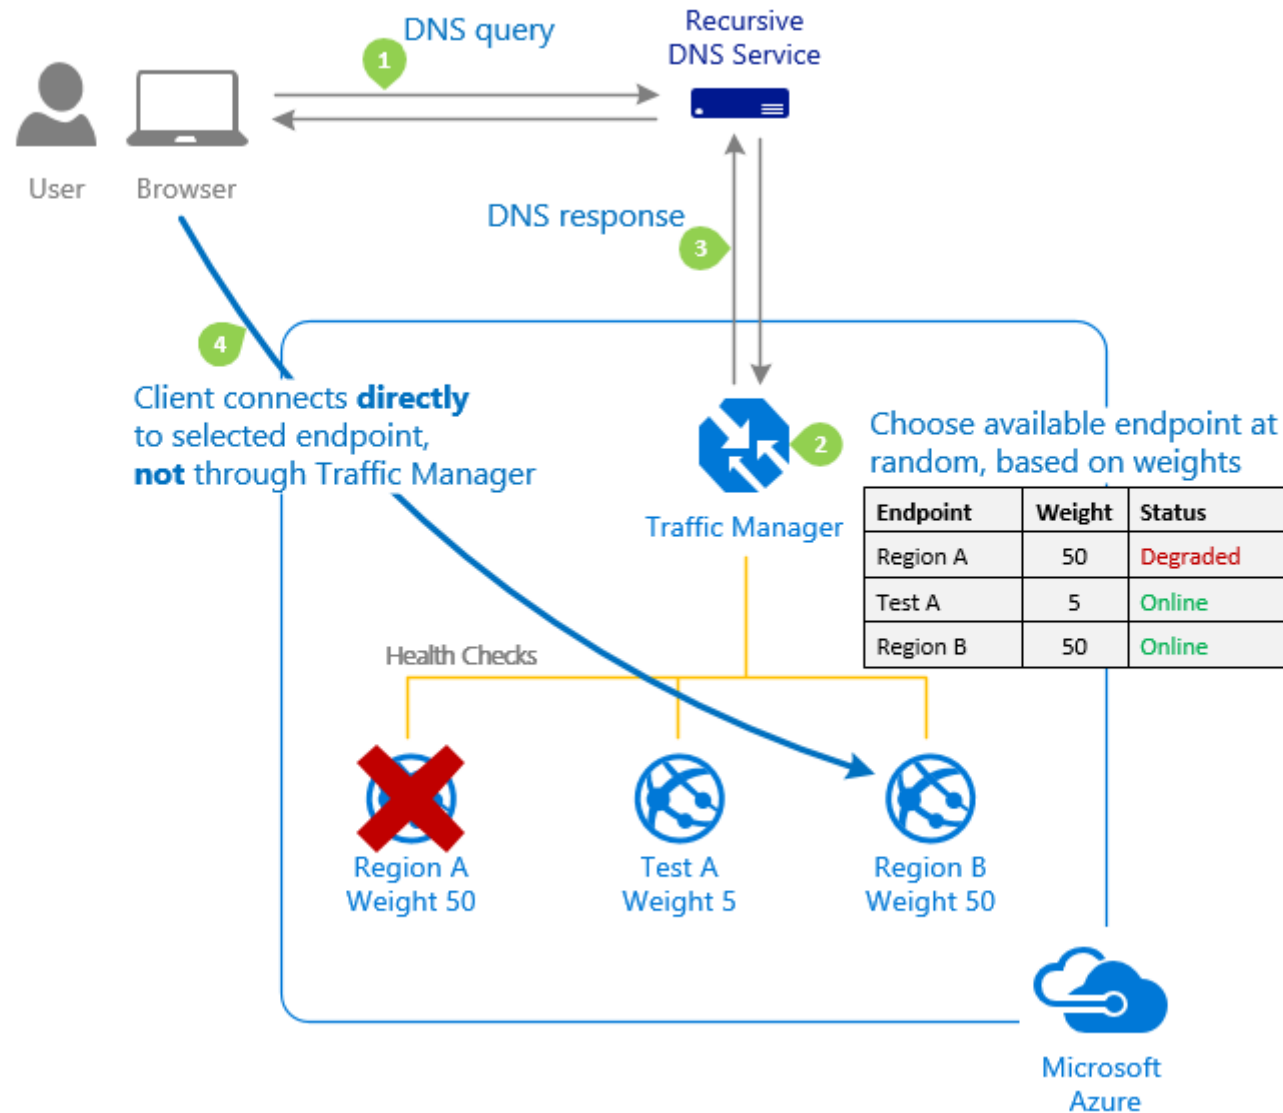 DNS query
1
Recursive
DNS Service
User
Browser
DNS response
3
4
Client connects directly
to selected endpoint,
not through Traffic Manager
2
Choose available endpoint at
random, based on weights
Traffic Manager
Endpoint Weight Status
Region A 50 Degraded
Test A 5 Online
Region B 50 Online
Health Checks
Region A
Weight 50
Test A
Weight 5
Region B
Weight 50
Microsoft
Azure